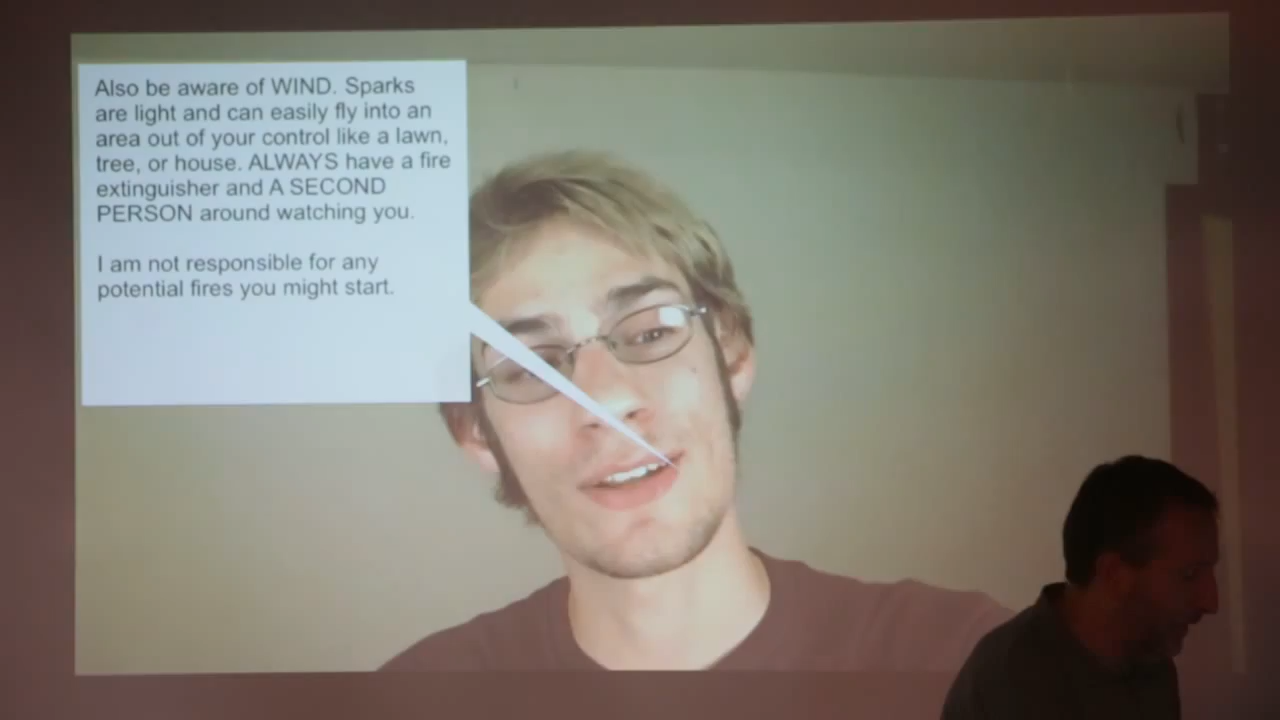 Also be aware of WIND. Sparks
are light and can easily fly into an
area out of your control like a lawn,
tree, or house. ALWAYS have a fire
extinguisher and A SECOND
PERSON around watching you.
I am not responsible for any
potential fires you might start.